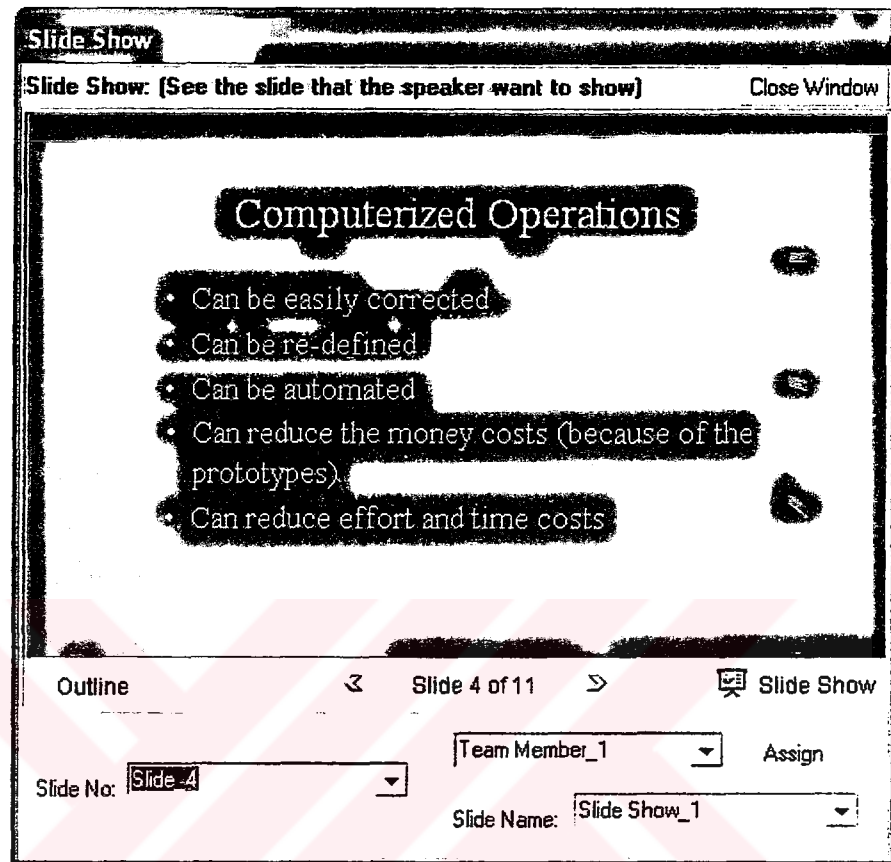 Slide Show
Slide Show: (See the slide that the speaker want to show) Close Window
Computerized Operations
• Can be easily corrected
• Can be re-defined
• Can be automated
• Can reduce the money costs (because of the
prototypes)
• Can reduce effort and time costs
Outline Slide 4 of 11 Slide Show
Team Member_1 Assign
Slide No: Slide-4
Slide Name: Slide Show_1